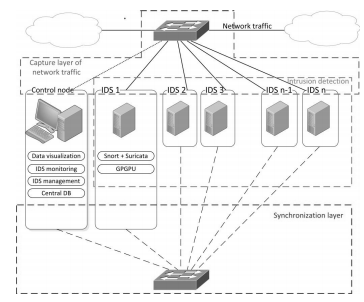 Network traffic
Capture layer of
network traffic
Intrusion detection
Control node
IDS 1
IDS 2
IDS 3
IDS n-1
IDS n
Data visualization
IDS monitoring
IDS management
Central DB
Snort + Suricata
GPGPU
Synchronization layer